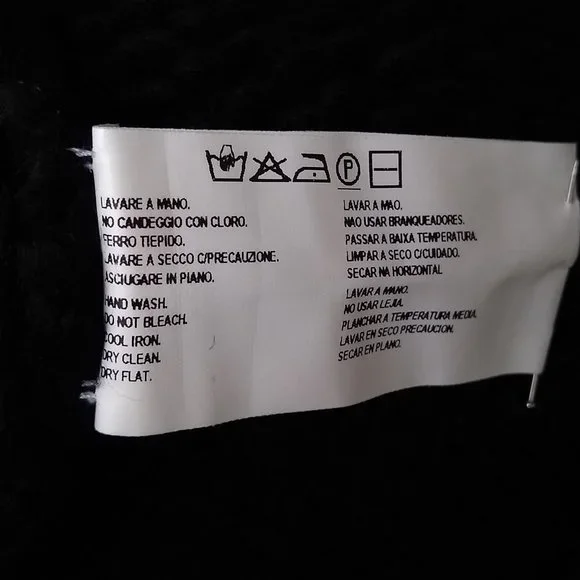 P
LAVARE A MANO.
NO CANDEGGIO CON CLORO.
FERRO TIEPIDO.
LAVARE A SECCO C/PRECAUZIONE.
ASCIUGARE IN PIANO.
HAND WASH.
DO NOT BLEACH.
COOL IRON.
DRY CLEAN.
DRY FLAT.
LAVAR A MAO.
NAO USAR BRANQUEADORES.
PASSAR A BAIXA TEMPERATURA.
LIMPAR A SECO C/CUIDADO.
SECAR NA HORIZONTAL
LAVAR A MANO.
NO USAR LEJIA.
PLANCHAR A TEMPERATURA MEDIA.
LAVAR EN SECO PRECAUCION.
SECAR EN PLANO.